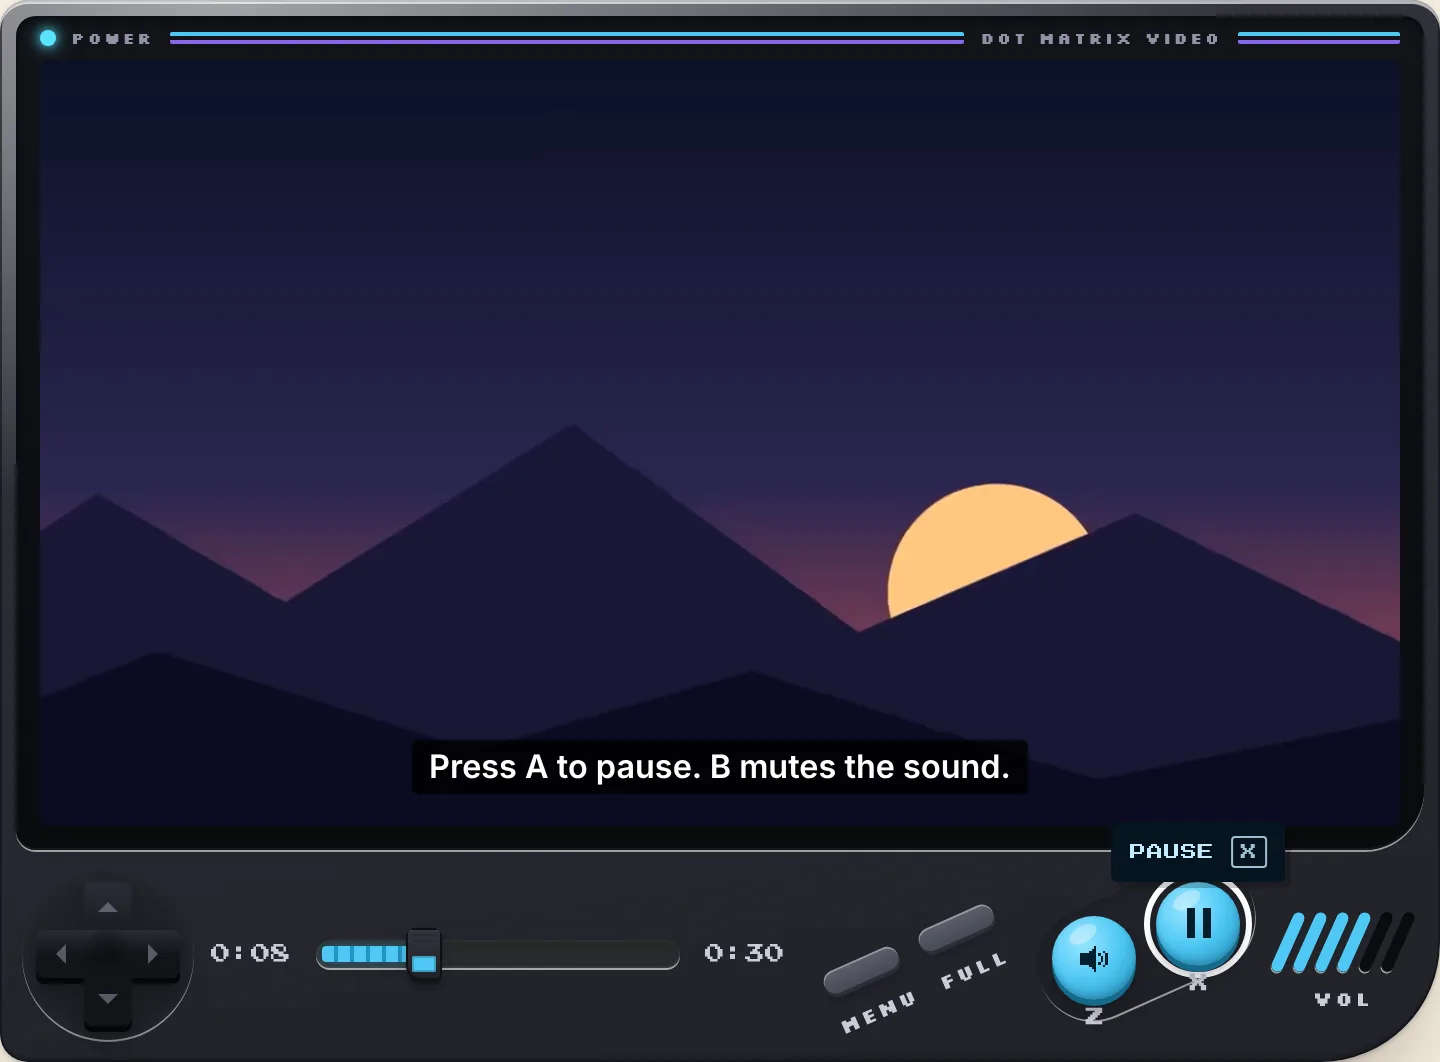 POWER
DOT MATRIX VIDEO
Press A to pause. B mutes the sound.
PAUSE X
0:08
0:30
MENU
FULL
Z
X
VOL